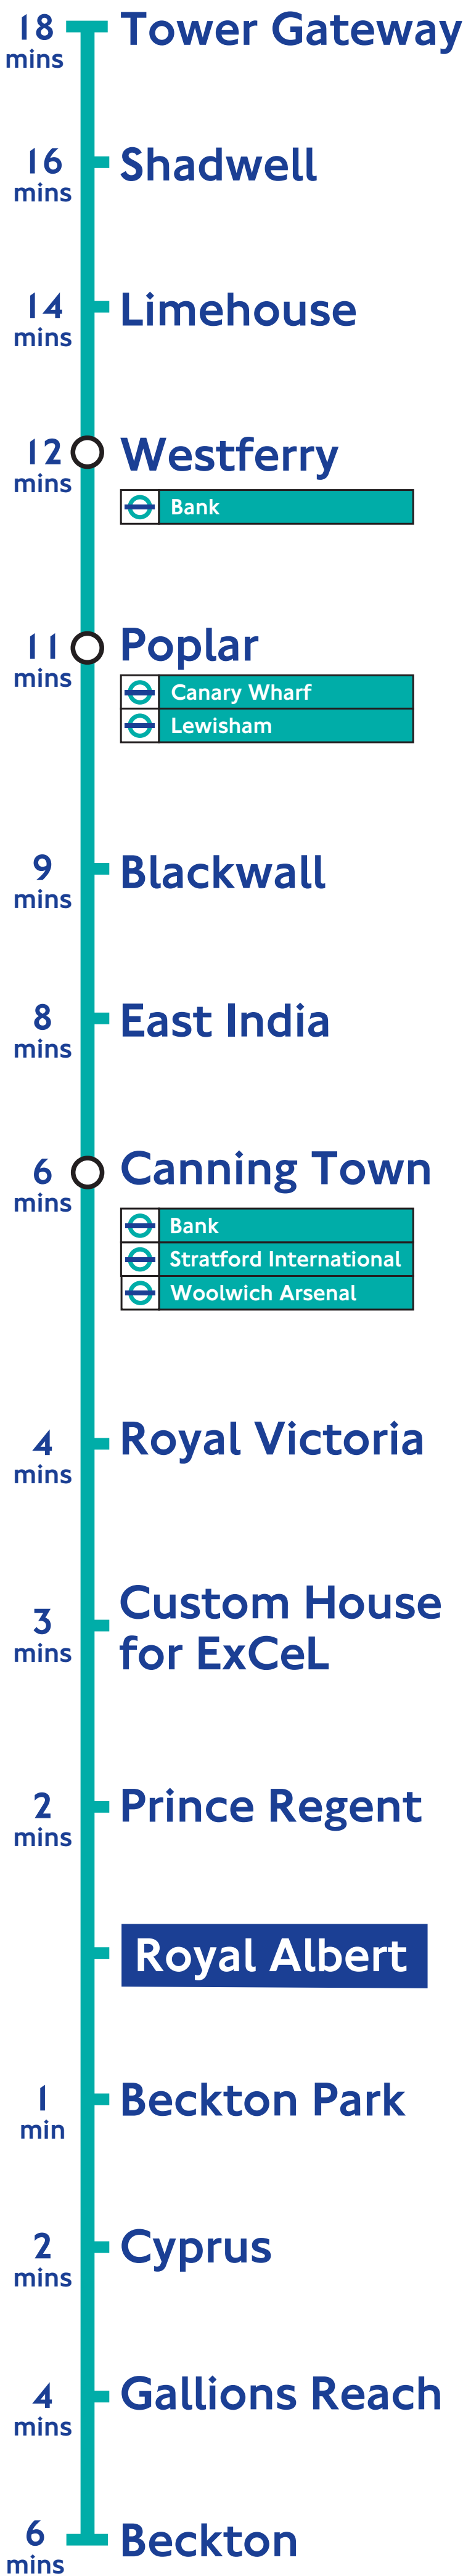 18
mins
Tower Gateway
16
mins
Shadwell
14
mins
Limehouse
12
mins
Westferry
Bank
11
mins
Poplar
Canary Wharf
Lewisham
9
mins
Blackwall
8
mins
East India
6
mins
Canning Town
Bank
Stratford International
Woolwich Arsenal
4
mins
Royal Victoria
3
mins
Custom House
for ExCeL
2
mins
Prince Regent
Royal Albert
1
min
Beckton Park
2
mins
Cyprus
4
mins
Gallions Reach
6
mins
Beckton